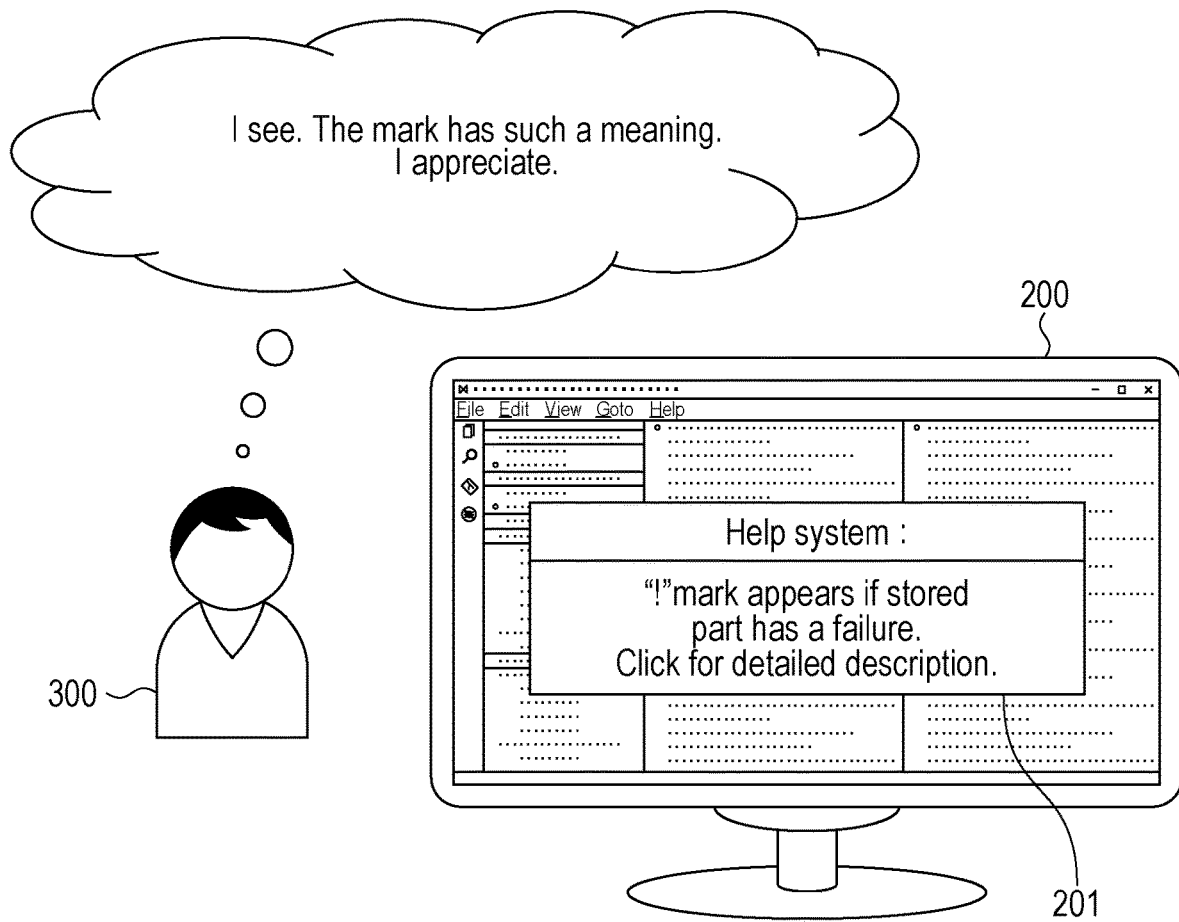 I see. The mark has such a meaning.
I appreciate.
200
File Edit View Goto Help
Help system :
“!”mark appears if stored
part has a failure.
Click for detailed description.
300
201